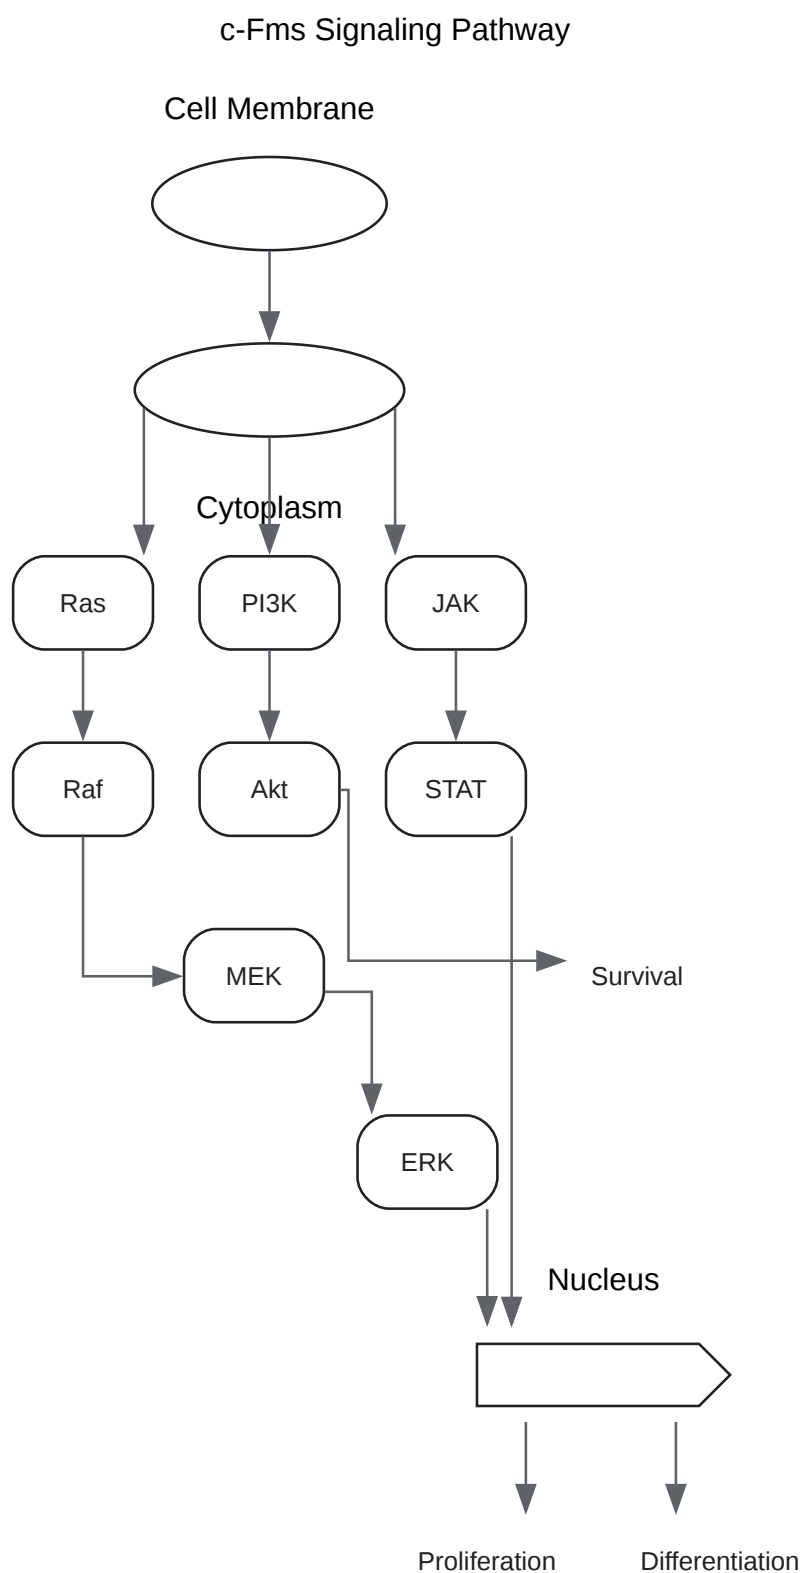 c-Fms Signaling Pathway
Cell Membrane
Cytoplasm
Ras
PI3K
JAK
Raf
Akt
STAT
MEK
Survival
ERK
Nucleus
Proliferation
Differentiation